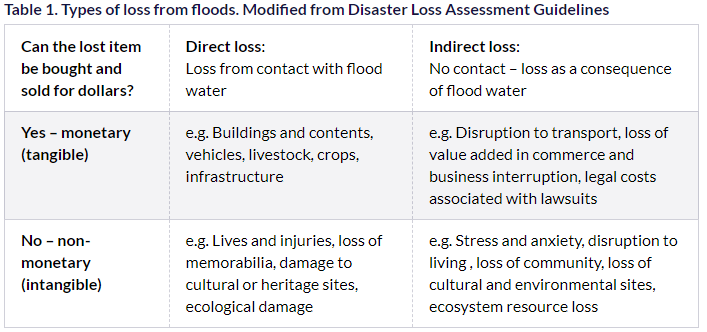 Table 1. Types of loss from floods. Modified from Disaster Loss Assessment Guidelines
Can the lost item
be bought and
sold for dollars?
Direct loss:
Loss from contact with flood
water
Indirect loss:
No contact – loss as a consequence
of flood water
Yes – monetary
(tangible)
e.g. Buildings and contents,
vehicles, livestock, crops,
infrastructure
e.g. Disruption to transport, loss of
value added in commerce and
business interruption, legal costs
associated with lawsuits
No – non-
monetary
(intangible)
e.g. Lives and injuries, loss of
memorabilia, damage to
cultural or heritage sites,
ecological damage
e.g. Stress and anxiety, disruption to
living , loss of community, loss of
cultural and environmental sites,
ecosystem resource loss